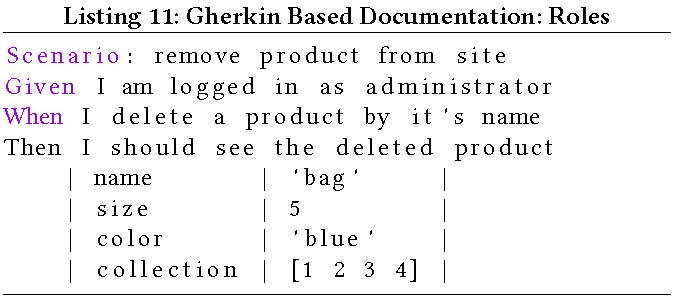 Listing 11: Gherkin Based Documentation: Roles
Scenario: remove product from site
Given I am logged in as administrator
When I delete a product by it's name
Then I should see the deleted product
| name | 'bag' |
| size | 5 |
| color | 'blue' |
| collection | [1 2 3 4] |